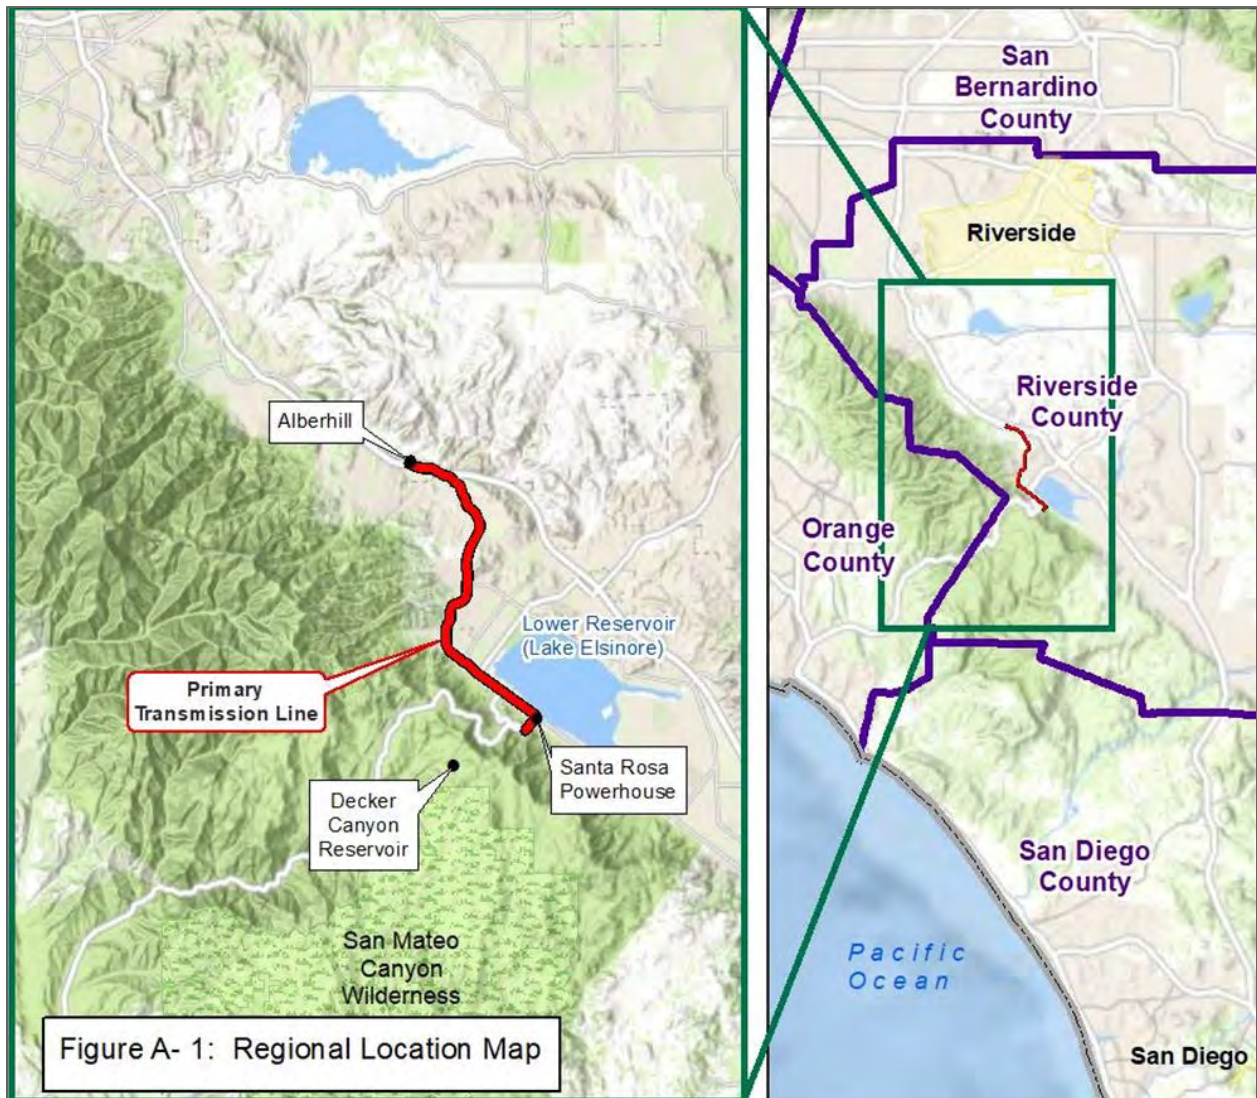 Alberhill
Lower Reservoir
(Lake Elsinore)
Primary
Transmission Line
Santa Rosa
Powerhouse
Decker
Canyon
Reservoir
San Mateo
Canyon
Wilderness
Figure A- 1:  Regional Location Map
San
Bernardino
County
Riverside
Riverside
County
Orange
County
San Diego
County
Pacific
Ocean
San Diego